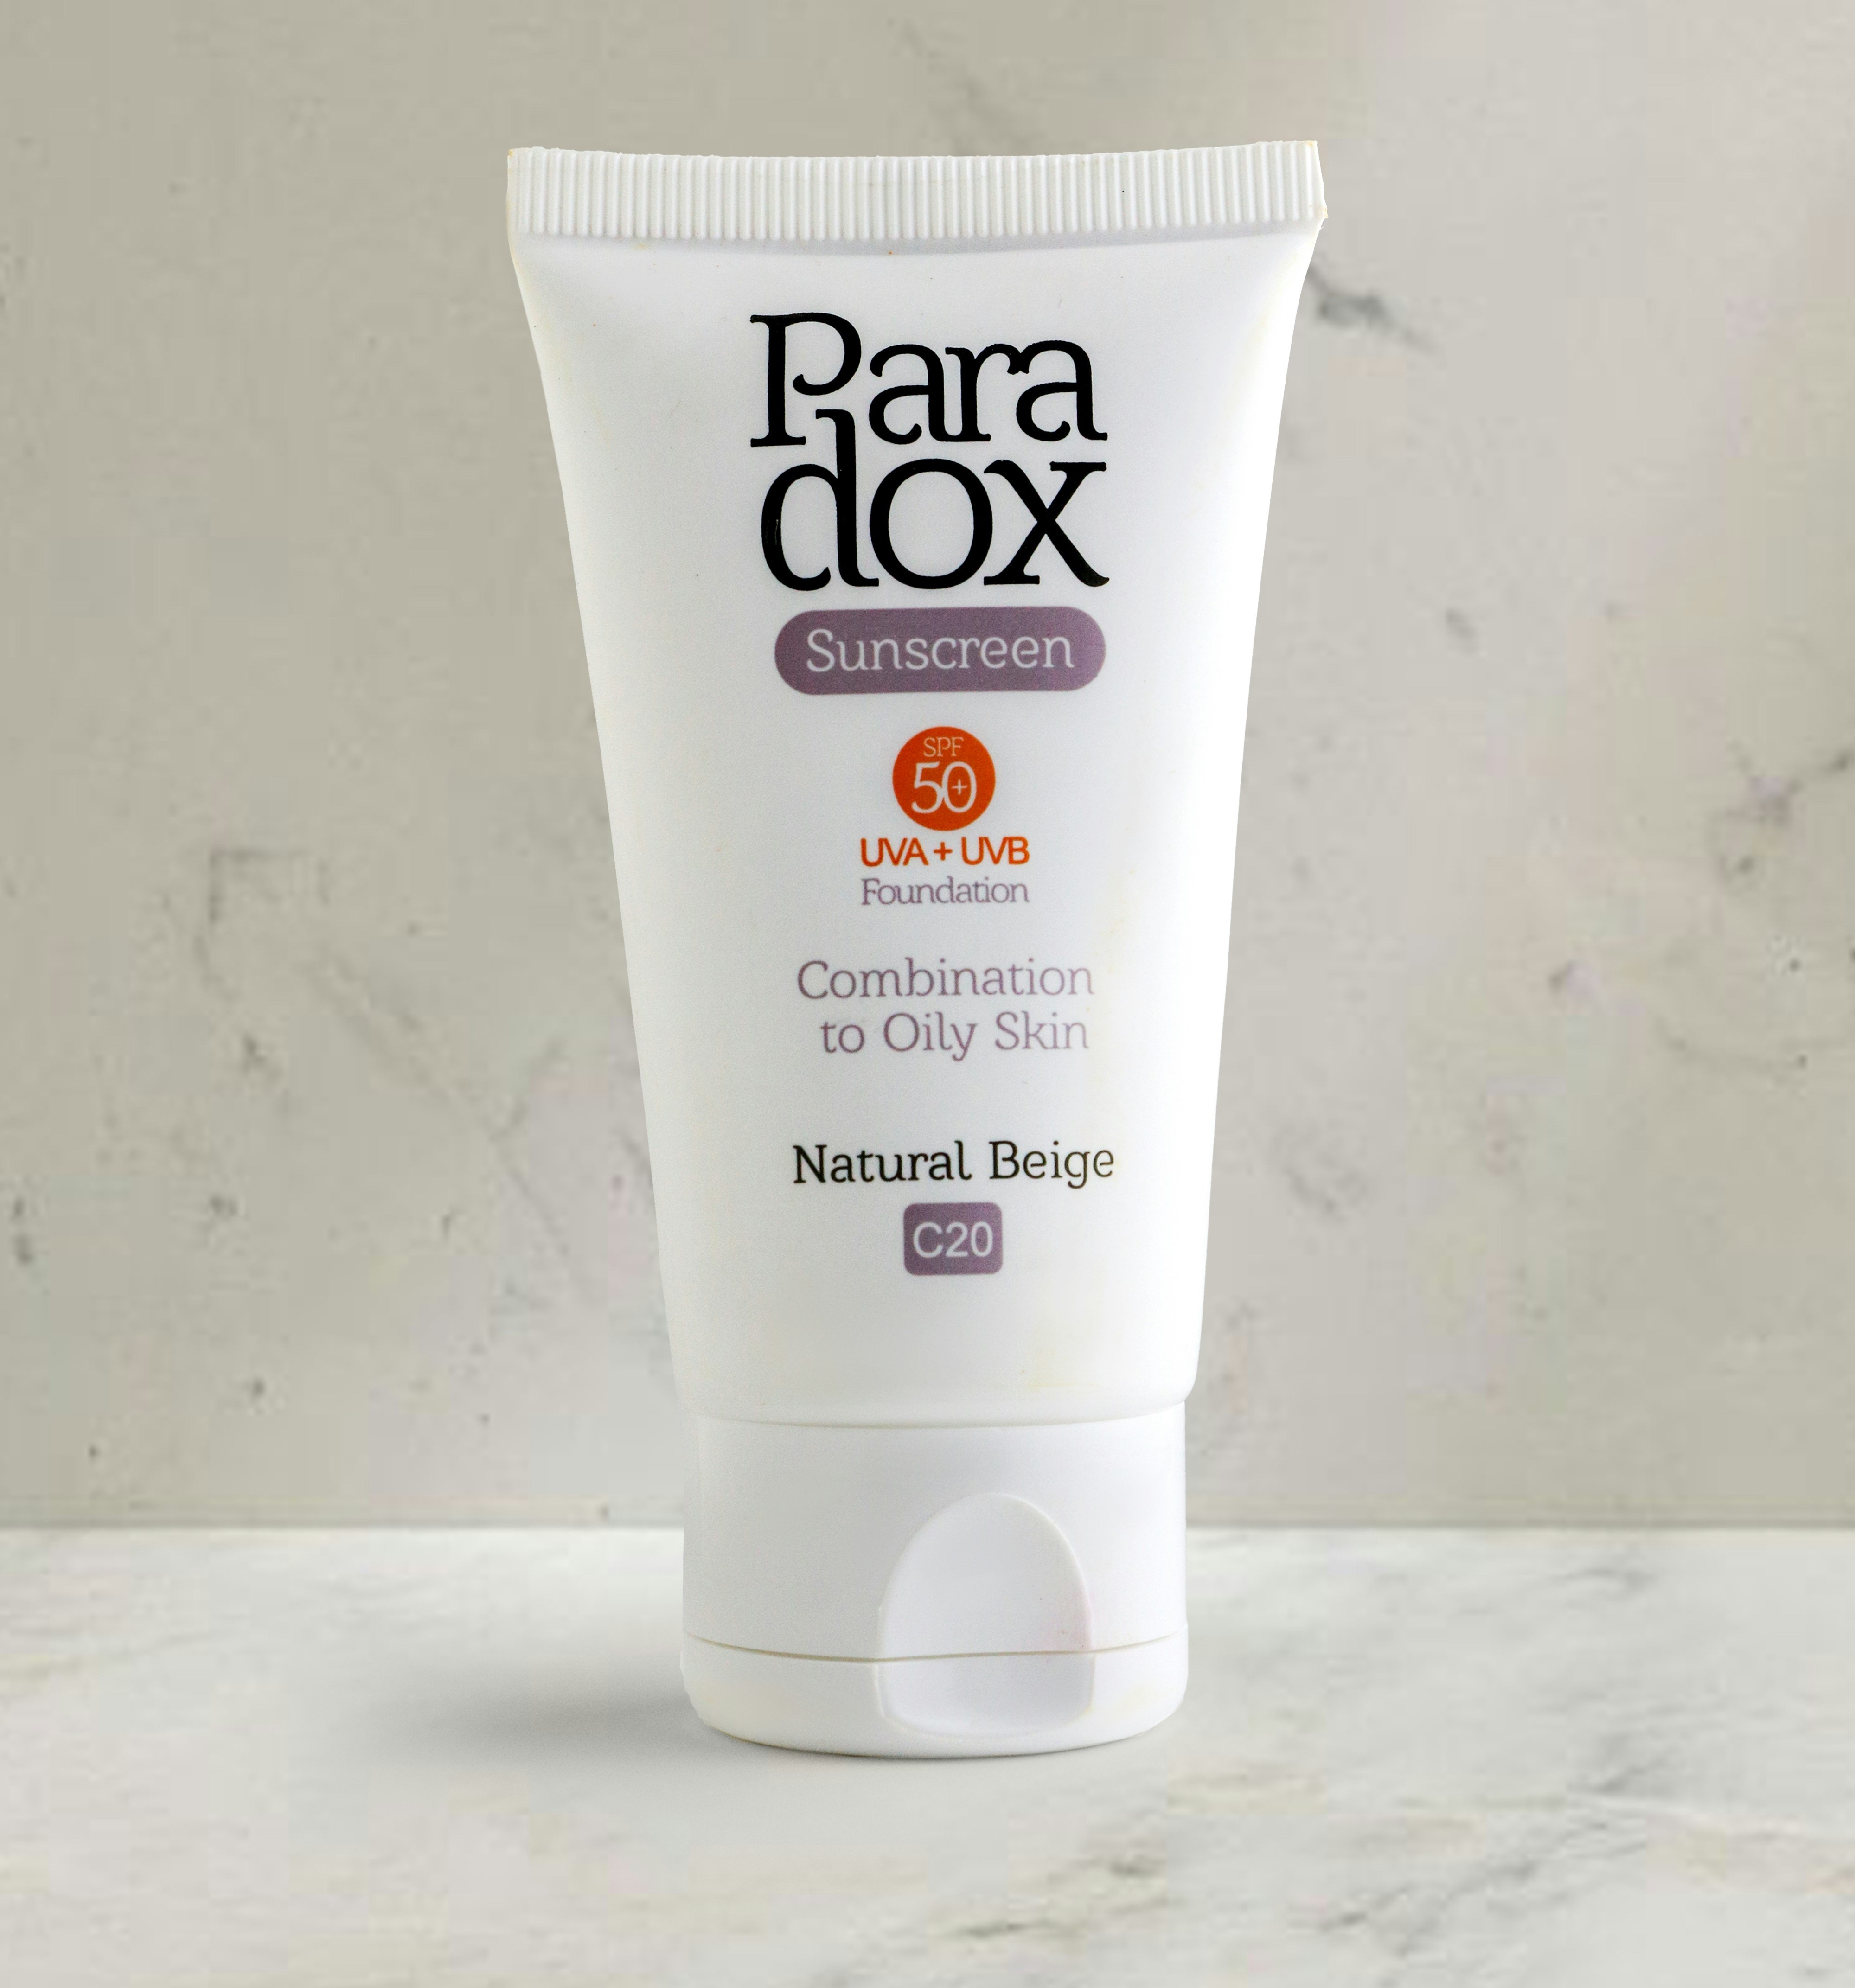 Para
dox
Sunscreen
SPF
50+
UVA + UVB
Foundation
Combination
to Oily Skin
Natural Beige
C20